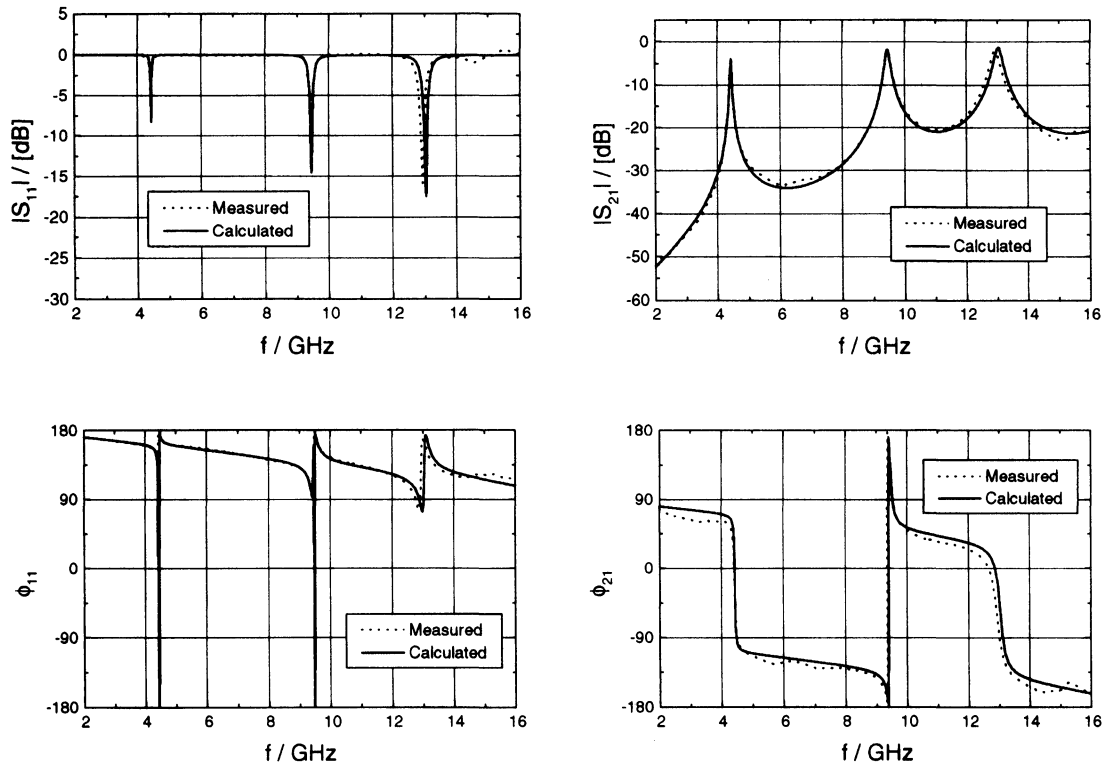 5
0
-5
-10
-15
-20
-25
-30
|S11| / [dB]
Measured
Calculated
2 4 6 8 10 12 14 16
f / GHz
0
-10
-20
-30
-40
-50
-60
|S21| / [dB]
Measured
Calculated
2 4 6 8 10 12 14 16
f / GHz
180
90
0
-90
-180
ϕ11
Measured
Calculated
2 4 6 8 10 12 14 16
f / GHz
180
90
0
-90
-180
ϕ21
Measured
Calculated
2 4 6 8 10 12 14 16
f / GHz